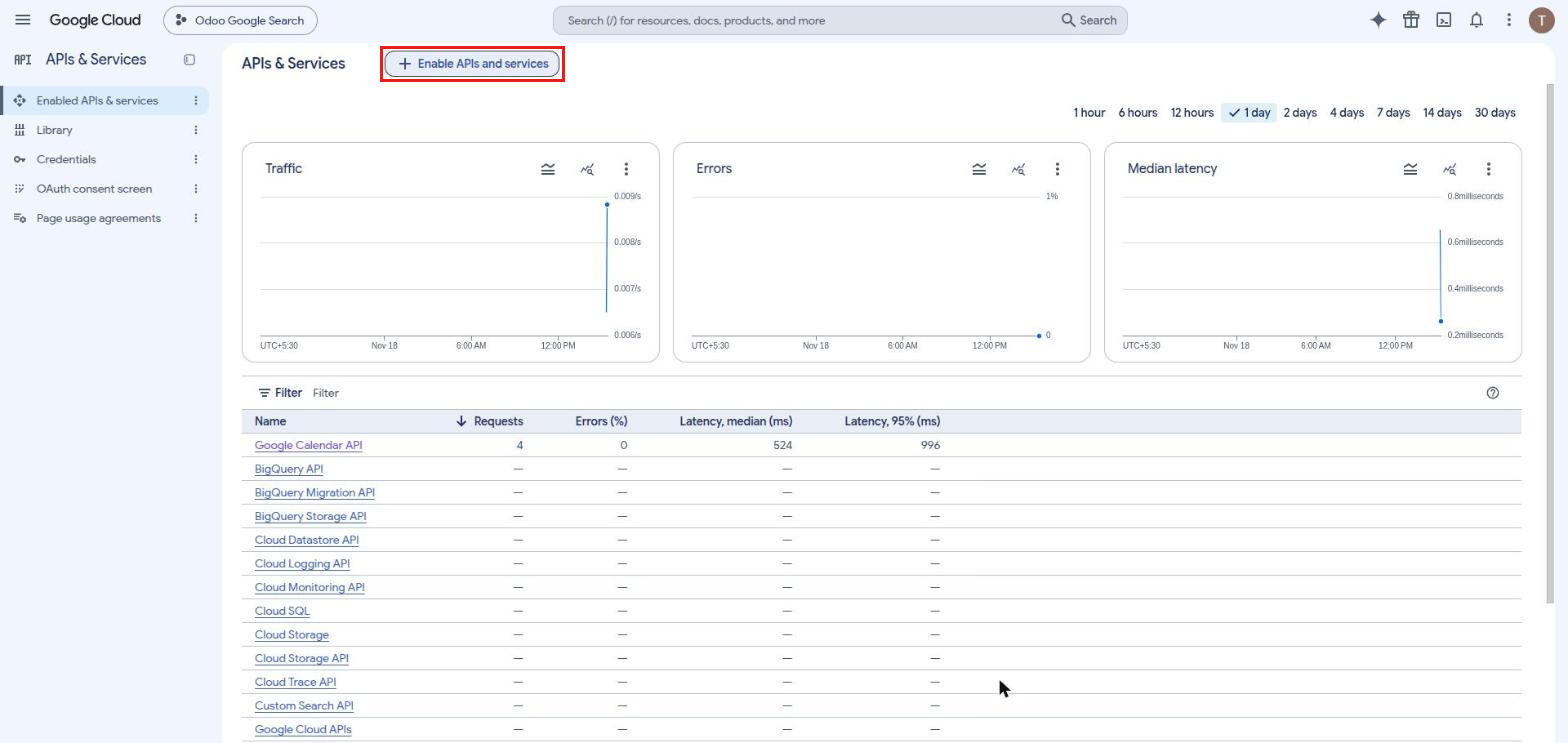 Google Cloud
Odoo Google Search
Search (/) for resources, docs, products, and more
Search
T
API APIs & Services
Enabled APIs & services
Library
Credentials
OAuth consent screen
Page usage agreements
APIs & Services
+ Enable APIs and services
1 hour 6 hours 12 hours 1 day 2 days 4 days 7 days 14 days 30 days
Traffic
0.009/s
0.008/s
0.007/s
0.006/s
UTC+5:30 Nov 18 6:00 AM 12:00 PM
Errors
1%
0
UTC+5:30 Nov 18 6:00 AM 12:00 PM
Median latency
0.8milliseconds
0.6milliseconds
0.4milliseconds
0.2milliseconds
UTC+5:30 Nov 18 6:00 AM 12:00 PM
Filter Filter
Name Requests Errors (%) Latency, median (ms) Latency, 95% (ms)
Google Calendar API 4 0 524 996
BigQuery API — — — —
BigQuery Migration API — — — —
BigQuery Storage API — — — —
Cloud Datastore API — — — —
Cloud Logging API — — — —
Cloud Monitoring API — — — —
Cloud SQL — — — —
Cloud Storage — — — —
Cloud Storage API — — — —
Cloud Trace API — — — —
Custom Search API — — — —
Google Cloud APIs — — — —